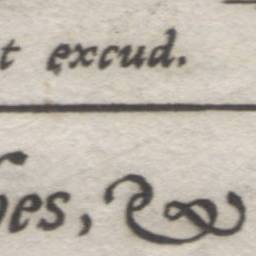 t excud.
es, &